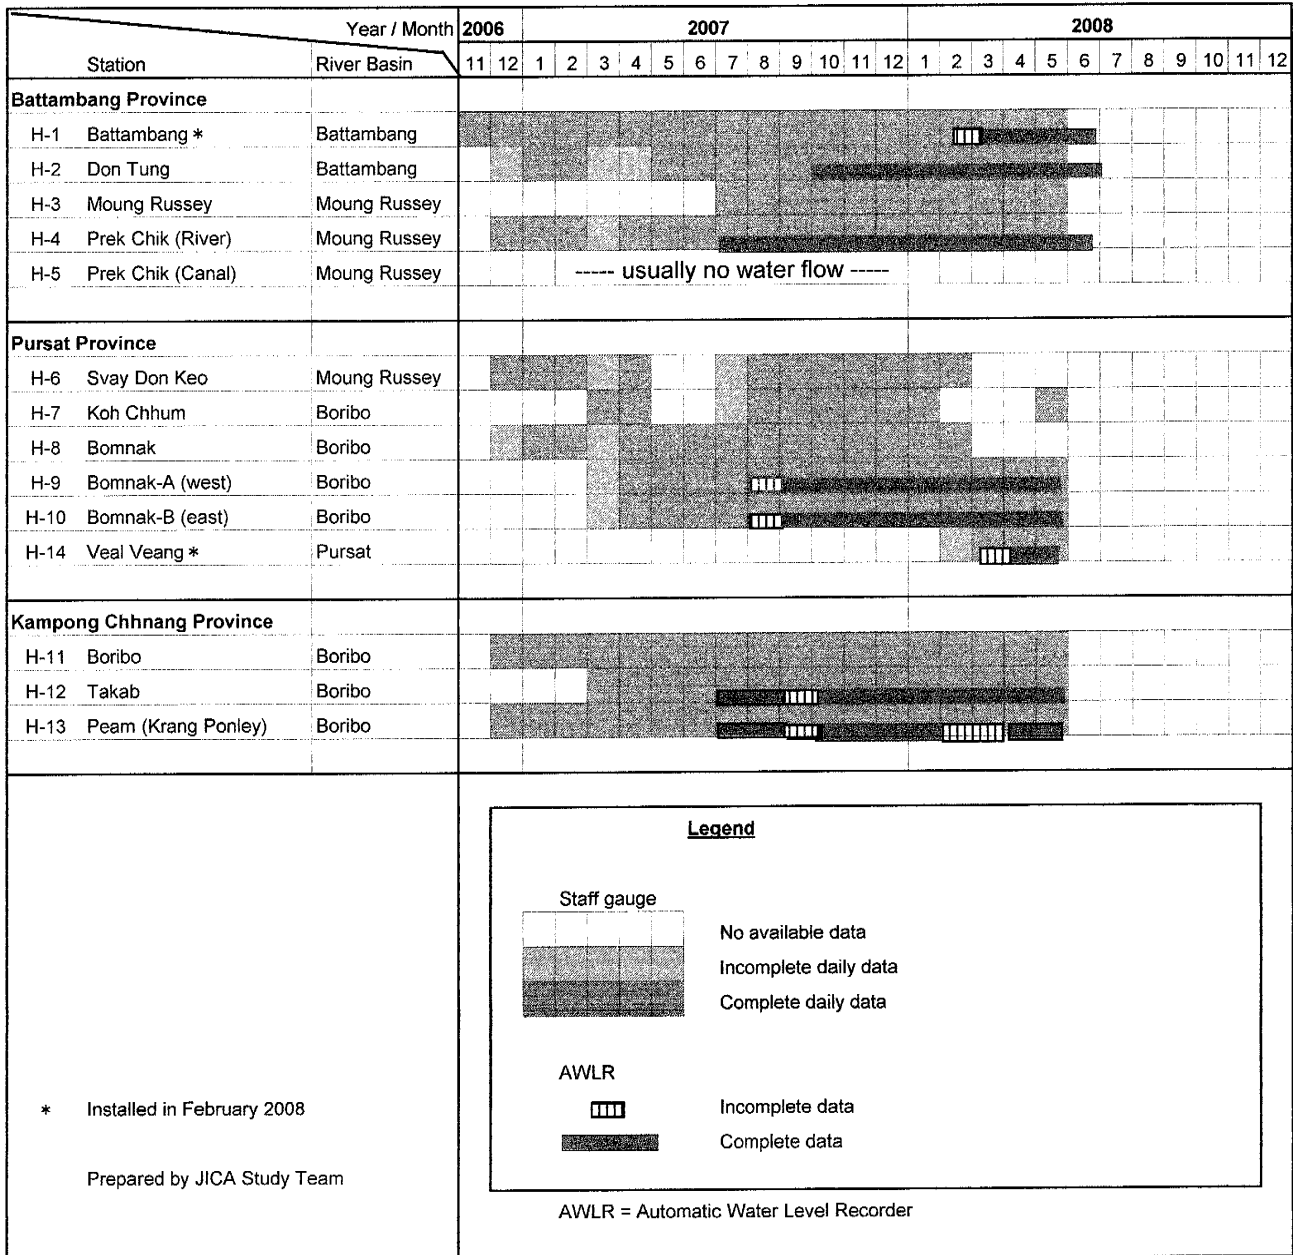 Year / Month 2006 2007 2008
Station River Basin 11 12 1 2 3 4 5 6 7 8 9 10 11 12 1 2 3 4 5 6 7 8 9 10 11 12
Battambang Province
H-1 Battambang * Battambang
H-2 Don Tung Battambang
H-3 Moung Russey Moung Russey
H-4 Prek Chik (River) Moung Russey
H-5 Prek Chik (Canal) Moung Russey ----- usually no water flow -----
Pursat Province
H-6 Svay Don Keo Moung Russey
H-7 Koh Chhum Boribo
H-8 Bomnak Boribo
H-9 Bomnak-A (west) Boribo
H-10 Bomnak-B (east) Boribo
H-14 Veal Veang * Pursat
Kampong Chhnang Province
H-11 Boribo Boribo
H-12 Takab Boribo
H-13 Peam (Krang Ponley) Boribo
Legend
Staff gauge
No available data
Incomplete daily data
Complete daily data
AWLR
Incomplete data
Complete data
* Installed in February 2008
Prepared by JICA Study Team
AWLR = Automatic Water Level Recorder